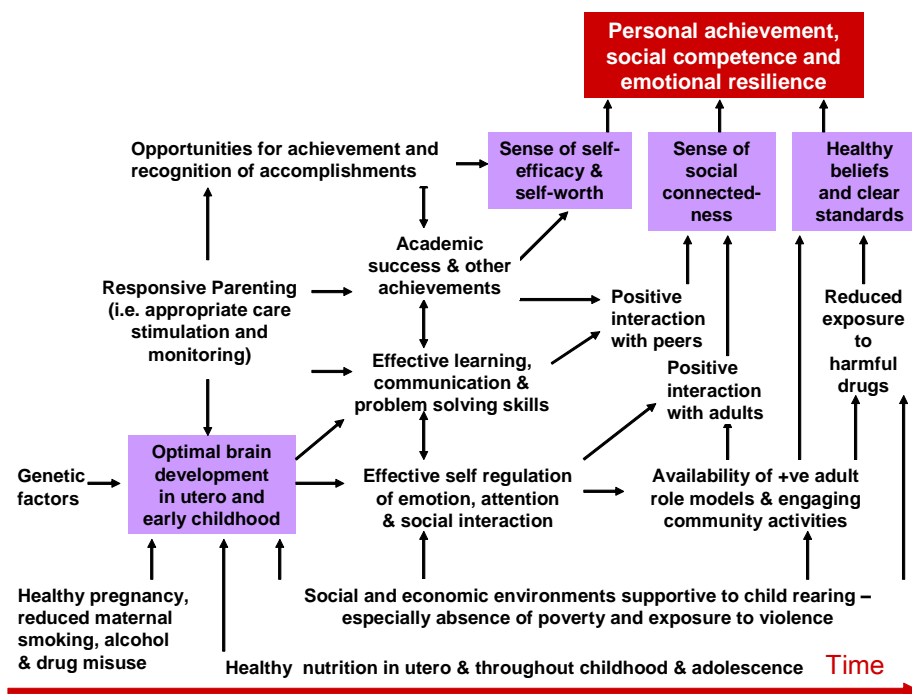 Personal achievement,
social competence and
emotional resilience
Opportunities for achievement and
recognition of accomplishments
Sense of self-
efficacy &
self-worth
Sense of
social
connected-
ness
Healthy
beliefs
and clear
standards
Academic
success & other
achievements
Responsive Parenting
(i.e. appropriate care
stimulation and
monitoring)
Positive
interaction
with peers
Reduced
exposure
to
harmful
drugs
Effective learning,
communication &
problem solving skills
Positive
interaction
with adults
Genetic
factors
Optimal brain
development
in utero and
early childhood
Effective self regulation
of emotion, attention
& social interaction
Availability of +ve adult
role models & engaging
community activities
Healthy pregnancy,
reduced maternal
smoking, alcohol
& drug misuse
Social and economic environments supportive to child rearing –
especially absence of poverty and exposure to violence
Healthy nutrition in utero & throughout childhood & adolescence
Time